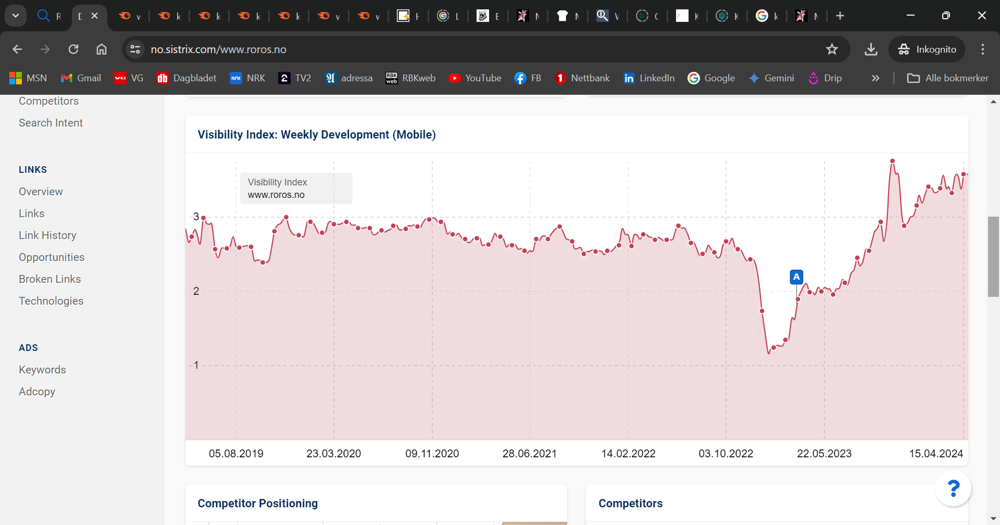 no.sistrix.com/www.roros.no
Inkognito
MSN
Gmail
VG
Dagbladet
NRK
TV2
adressa
RBKweb
YouTube
FB
Nettbank
LinkedIn
Google
Gemini
Drip
Alle bokmerker
Competitors
Search Intent
LINKS
Overview
Links
Link History
Opportunities
Broken Links
Technologies
ADS
Keywords
Adcopy
Visibility Index: Weekly Development (Mobile)
Visibility Index
www.roros.no
3
2
1
A
05.08.2019
23.03.2020
09.11.2020
28.06.2021
14.02.2022
03.10.2022
22.05.2023
15.04.2024
Competitor Positioning
Competitors
?